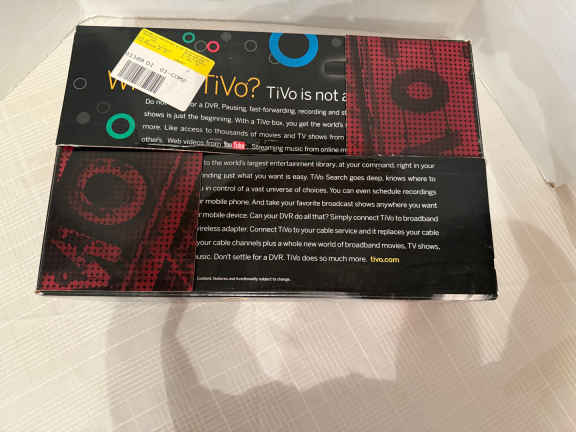 TiVo? TiVo is not a
Do not for a DVR. Pausing, fast-forwarding, recording and st
shows is just the beginning. With a TiVo box, you get the world's
more. Like access to thousands of movies and TV shows from
other's. Web videos from YouTube. Streaming music from online m
to the world's largest entertainment library, at your command, right in your
inding just what you want is easy. TiVo Search goes deep, knows where to
u in control of a vast universe of choices. You can even schedule recordings
r mobile phone. And take your favorite broadcast shows anywhere you want
r mobile device. Can your DVR do all that? Simply connect TiVo to broadband
wireless adapter. Connect TiVo to your cable service and it replaces your cable
your cable channels plus a whole new world of broadband movies, TV shows,
usic. Don't settle for a DVR. TiVo does so much more. tivo.com
Content, features and functionality subject to change.